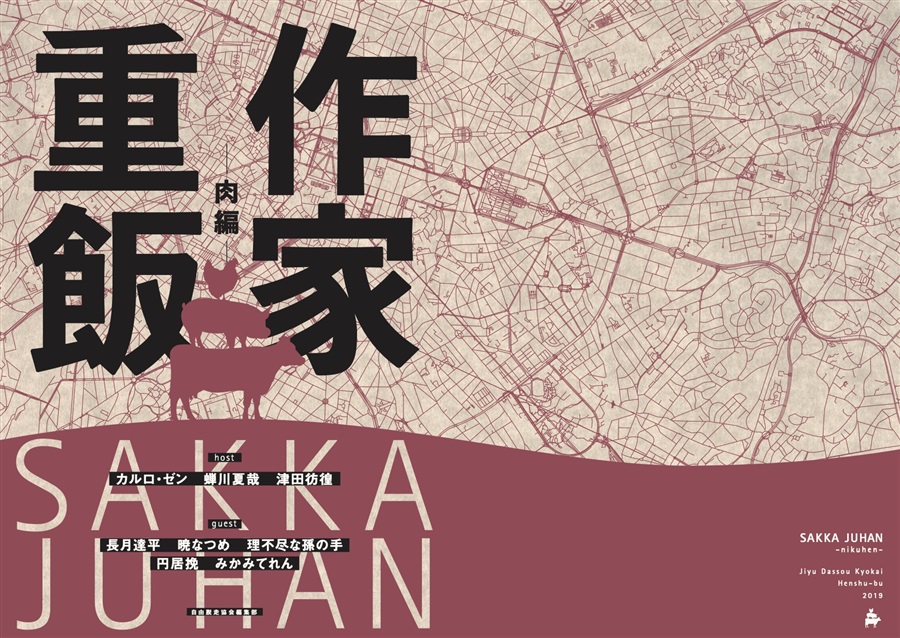 作家
重飯
肉編
SAKKA
JUHAN
host
カルロ・ゼン 蝉川夏哉 津田彷徨
guest
長月達平 暁なつめ 理不尽な孫の手
円居挽 みかみてれん
自由脱走協会編集部
SAKKA JUHAN
-nikuhen-
Jiyu Dassou Kyokai
Henshu-bu
2019